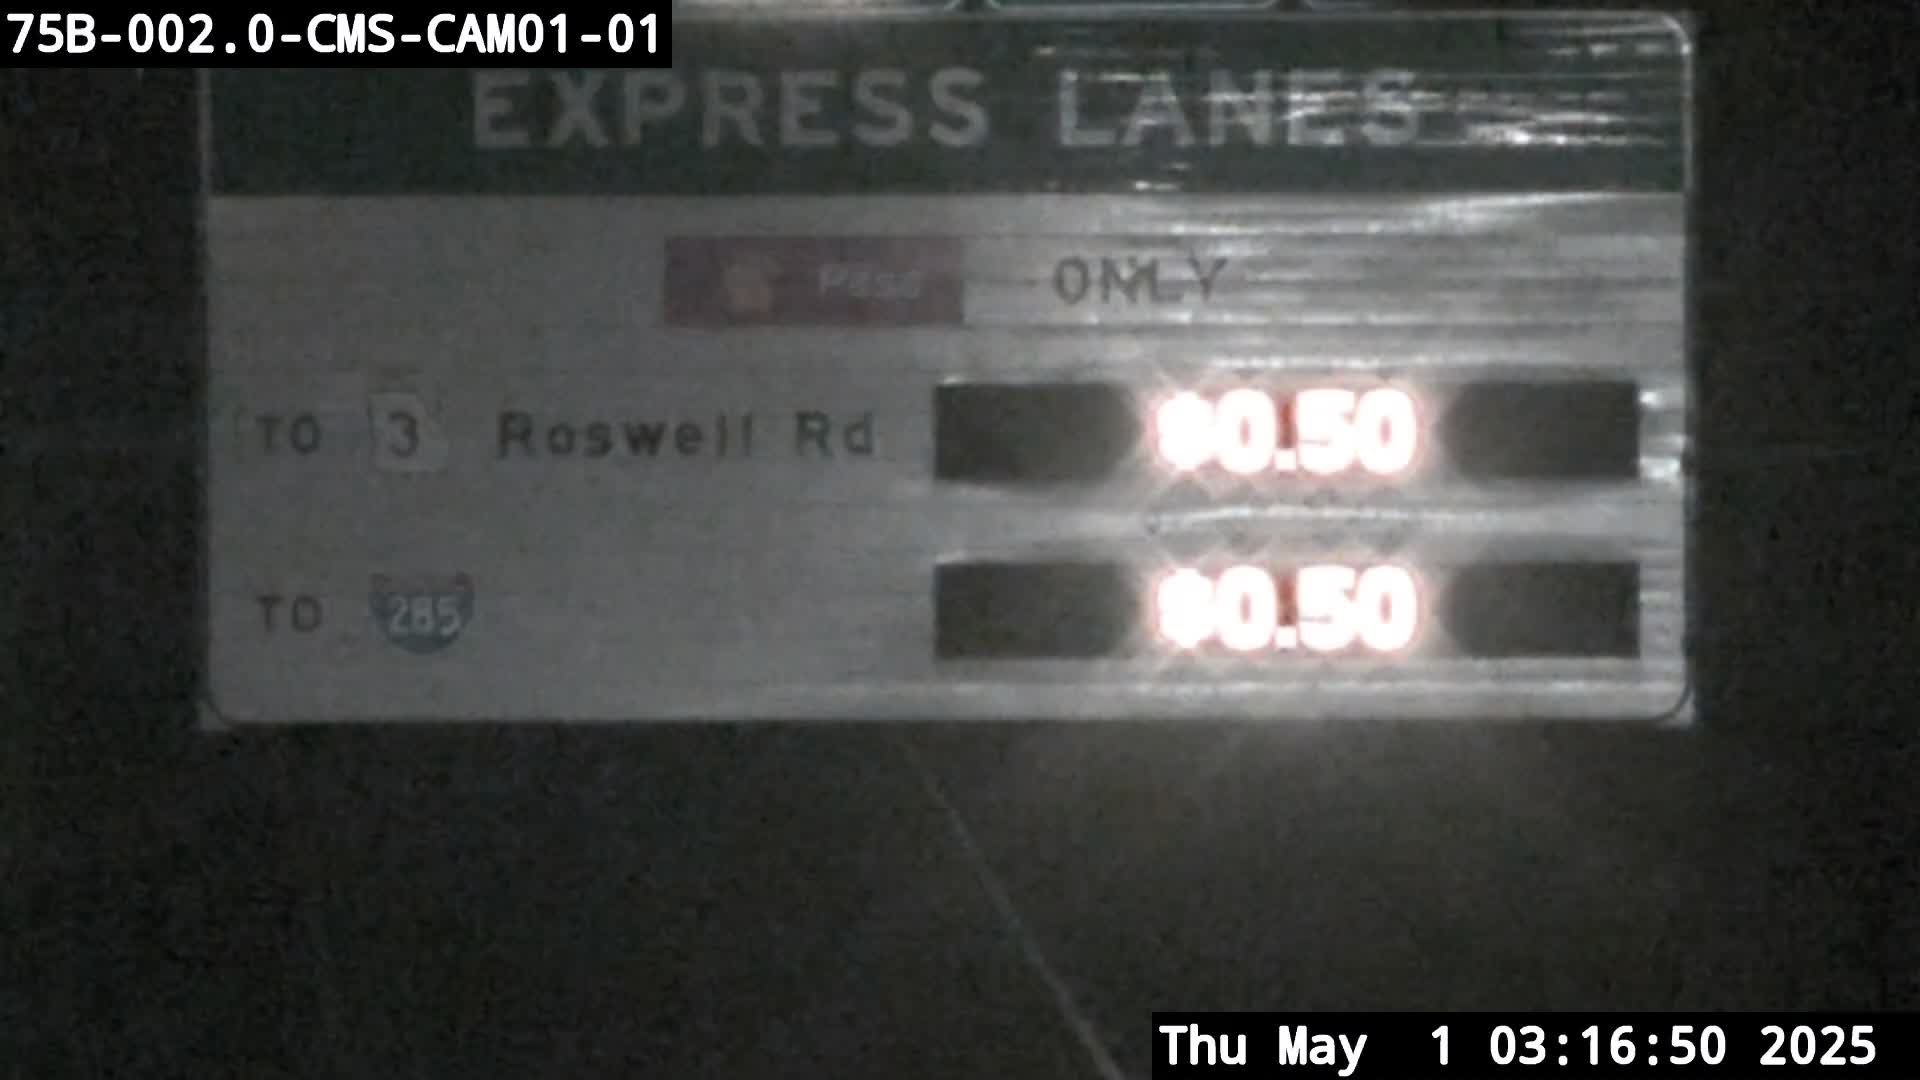 75B-002.0-CMS-CAM01-01
EXPRESS LANES
Pass ONLY
TO 3 Roswell Rd $0.50
TO 285 $0.50
Thu May 1 03:16:50 2025